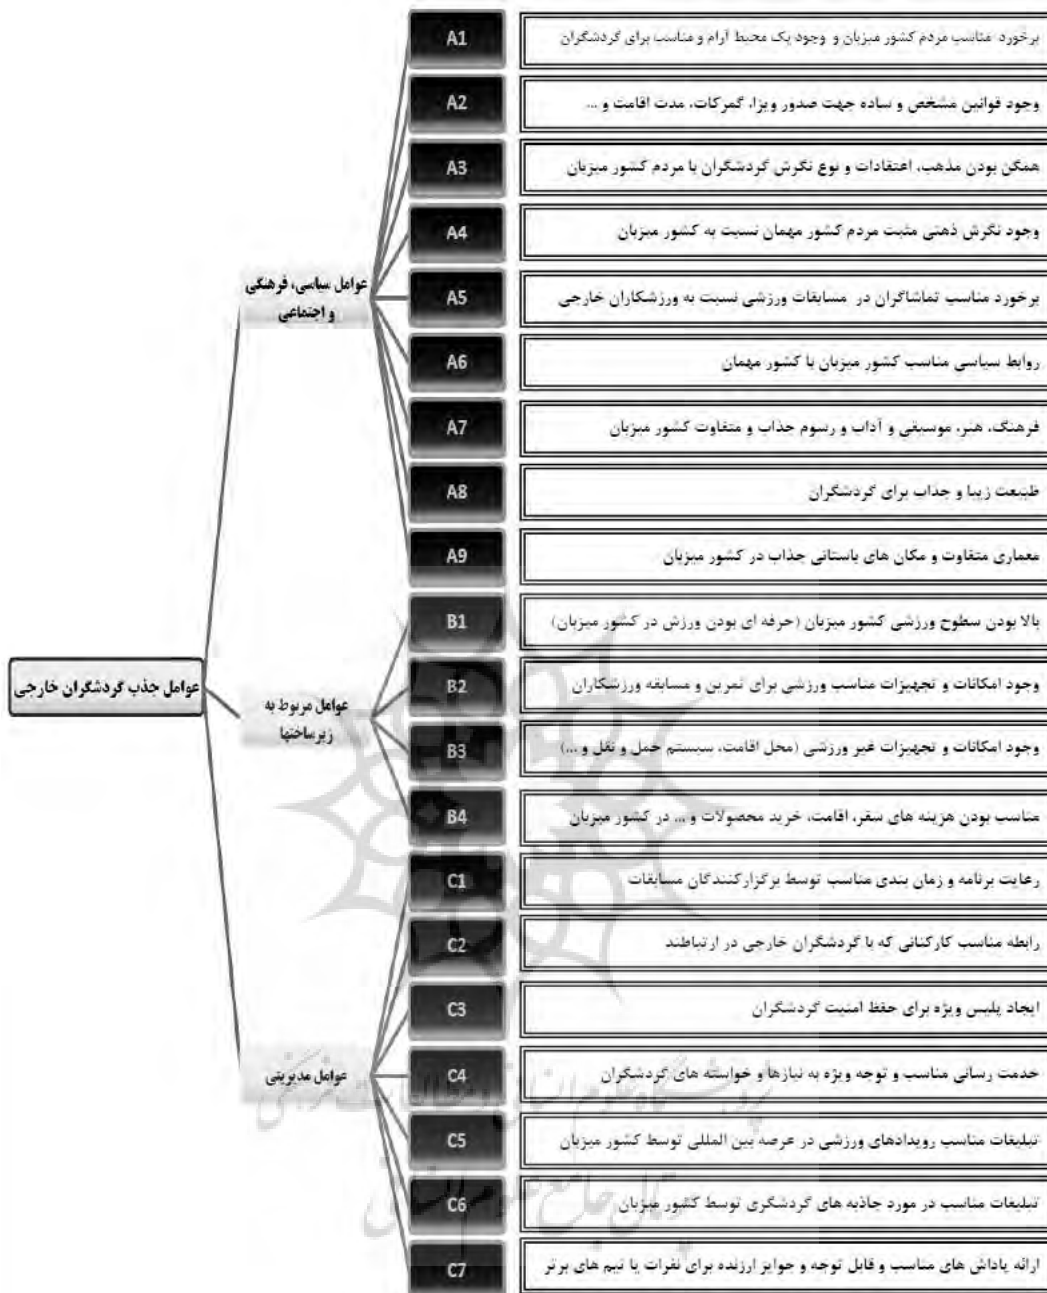 عوامل جذب گردشگران خارجی
عوامل سیاسی، فرهنگی
و اجتماعی
A1
برخورد مناسب مردم کشور میزبان و وجود یک محیط آرام و مناسب برای گردشگران
A2
وجود قوانین مشخص و ساده جهت صدور ویزا، گمرکات، مدت اقامت و ...
A3
همگن بودن مذهب، اعتقادات و نوع نگرش گردشگران با مردم کشور میزبان
A4
وجود نگرش ذهنی مثبت مردم کشور مهمان نسبت به کشور میزبان
A5
برخورد مناسب تماشاگران در مسابقات ورزشی نسبت به ورزشکاران خارجی
A6
روابط سیاسی مناسب کشور میزبان با کشور مهمان
A7
فرهنگ، هنر، موسیقی و آداب و رسوم جذاب و متفاوت کشور میزبان
A8
طبیعت زیبا و جذاب برای گردشگران
A9
معماری متفاوت و مکان های باستانی جذاب در کشور میزبان
عوامل مربوط به
زیرساختها
B1
بالا بودن سطوح ورزشی کشور میزبان (حرفه ای بودن ورزش در کشور میزبان)
B2
وجود امکانات و تجهیزات مناسب ورزشی برای تمرین و مسابقه ورزشکاران
B3
وجود امکانات و تجهیزات غیر ورزشی (محل اقامت، سیستم حمل و نقل و ...)
B4
مناسب بودن هزینه های سفر، اقامت، خرید محصولات و ... در کشور میزبان
عوامل مدیریتی
C1
رعایت برنامه و زمان بندی مناسب توسط برگزارکنندگان مسابقات
C2
رابطه مناسب کارکنانی که با گردشگران خارجی در ارتباطند
C3
ایجاد پلیس ویژه برای حفظ امنیت گردشگران
C4
خدمت رسانی مناسب و توجه ویژه به نیازها و خواسته های گردشگران
C5
تبلیغات مناسب رویدادهای ورزشی در عرصه بین المللی توسط کشور میزبان
C6
تبلیغات مناسب در مورد جاذبه های گردشگری توسط کشور میزبان
C7
ارائه پاداش های مناسب و قابل توجه و جوایز ارزنده برای نفرات یا تیم های برتر
پژوهشگاه علوم انسانی و مطالعات فرهنگی
پرتال جامع علوم انسانی